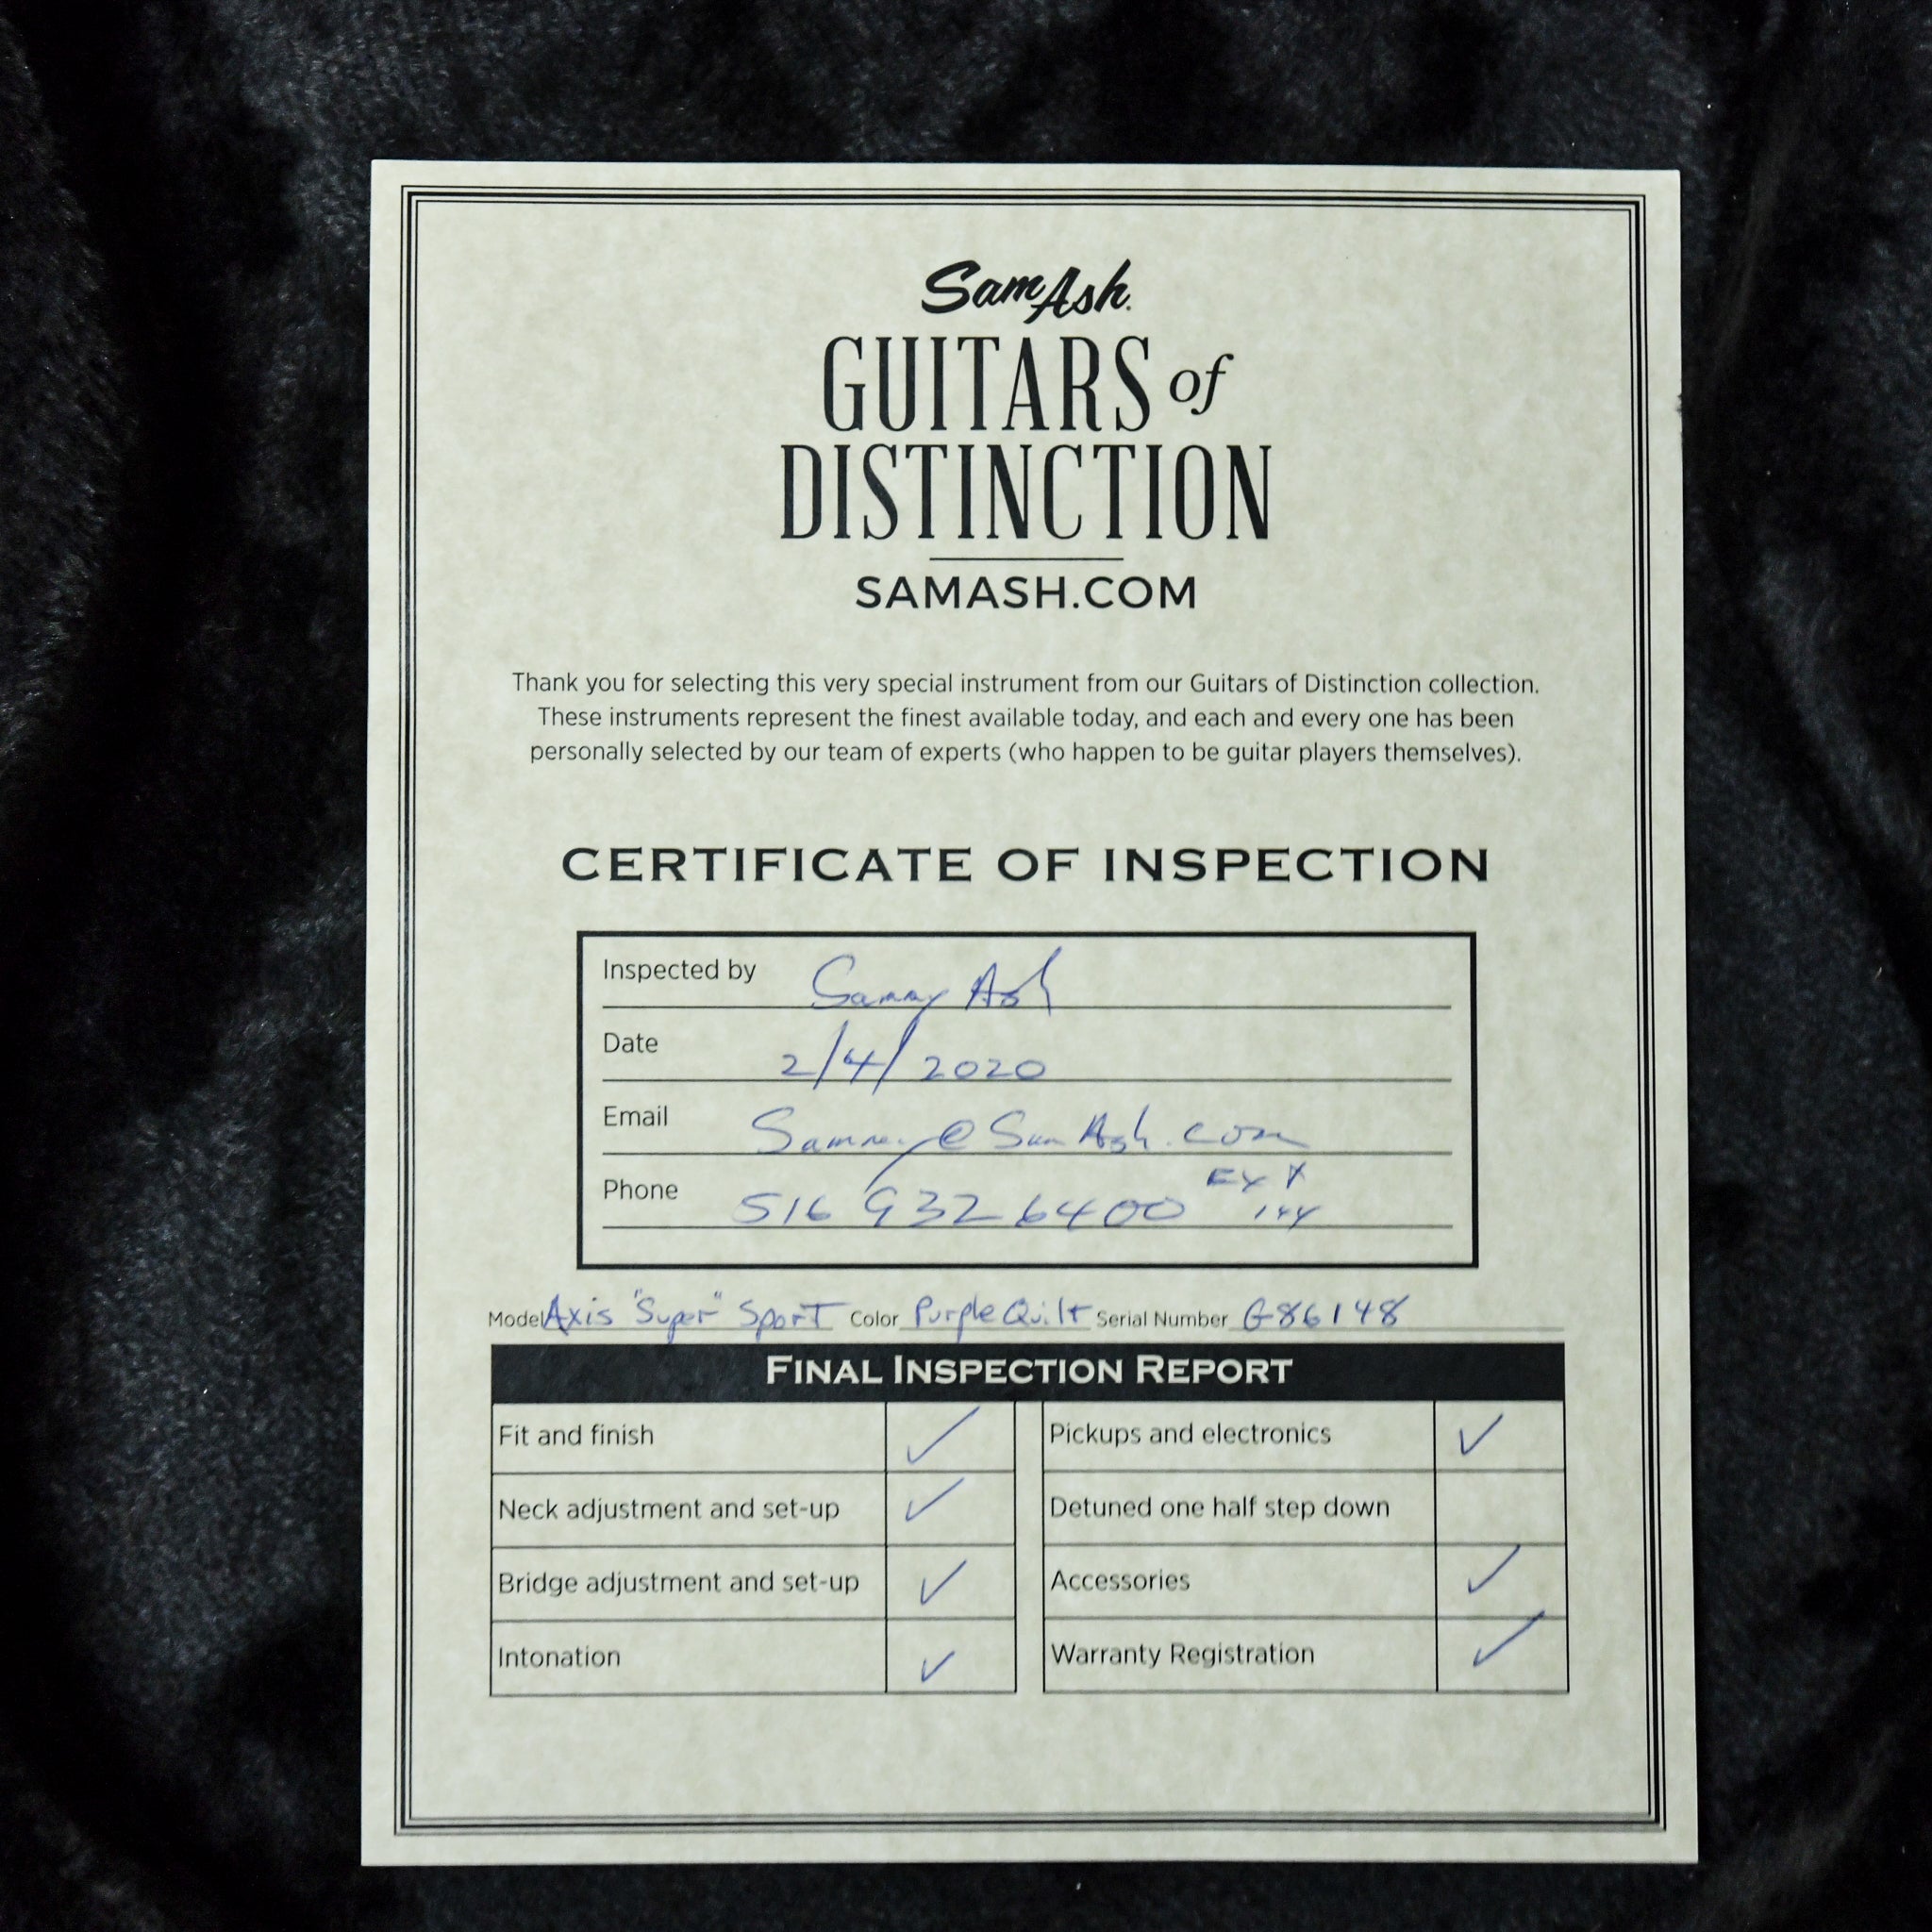 Sam Ash
GUITARS of
DISTINCTION
SAMASH.COM
Thank you for selecting this very special instrument from our Guitars of Distinction collection.
These instruments represent the finest available today, and each and every one has been
personally selected by our team of experts (who happen to be guitar players themselves).
CERTIFICATE OF INSPECTION
Inspected by Sammy Ash
Date 2/4/2020
Email Sammy@SamAsh.com
Phone 516 932 6400 EXT
Model Axis "Super" Sport Color Purple Quilt Serial Number G86148
FINAL INSPECTION REPORT
Fit and finish ✓ Pickups and electronics ✓
Neck adjustment and set-up ✓ Detuned one half step down
Bridge adjustment and set-up ✓ Accessories ✓
Intonation ✓ Warranty Registration ✓